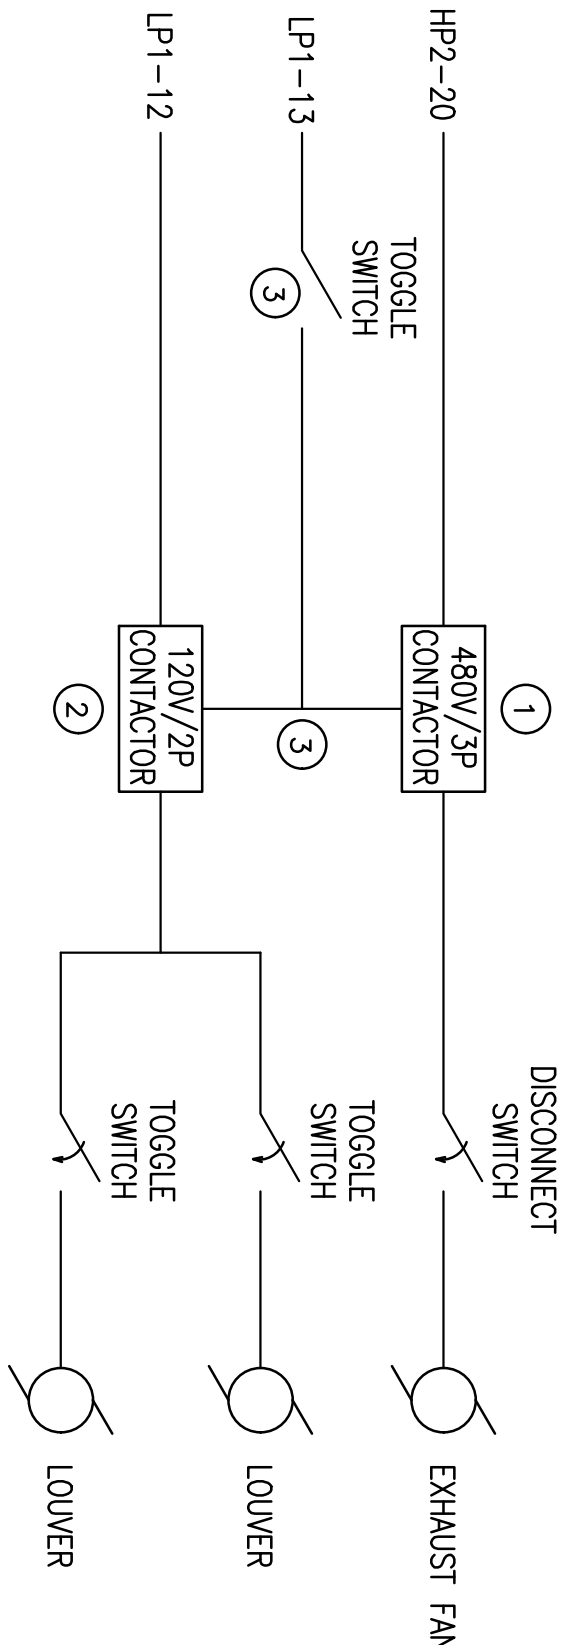 HP2-20
480V/3P
CONTACTOR
1
DISCONNECT
SWITCH
EXHAUST FAN
LP1-13
TOGGLE
SWITCH
3
3
TOGGLE
SWITCH
LOUVER
LP1-12
120V/2P
CONTACTOR
2
TOGGLE
SWITCH
LOUVER